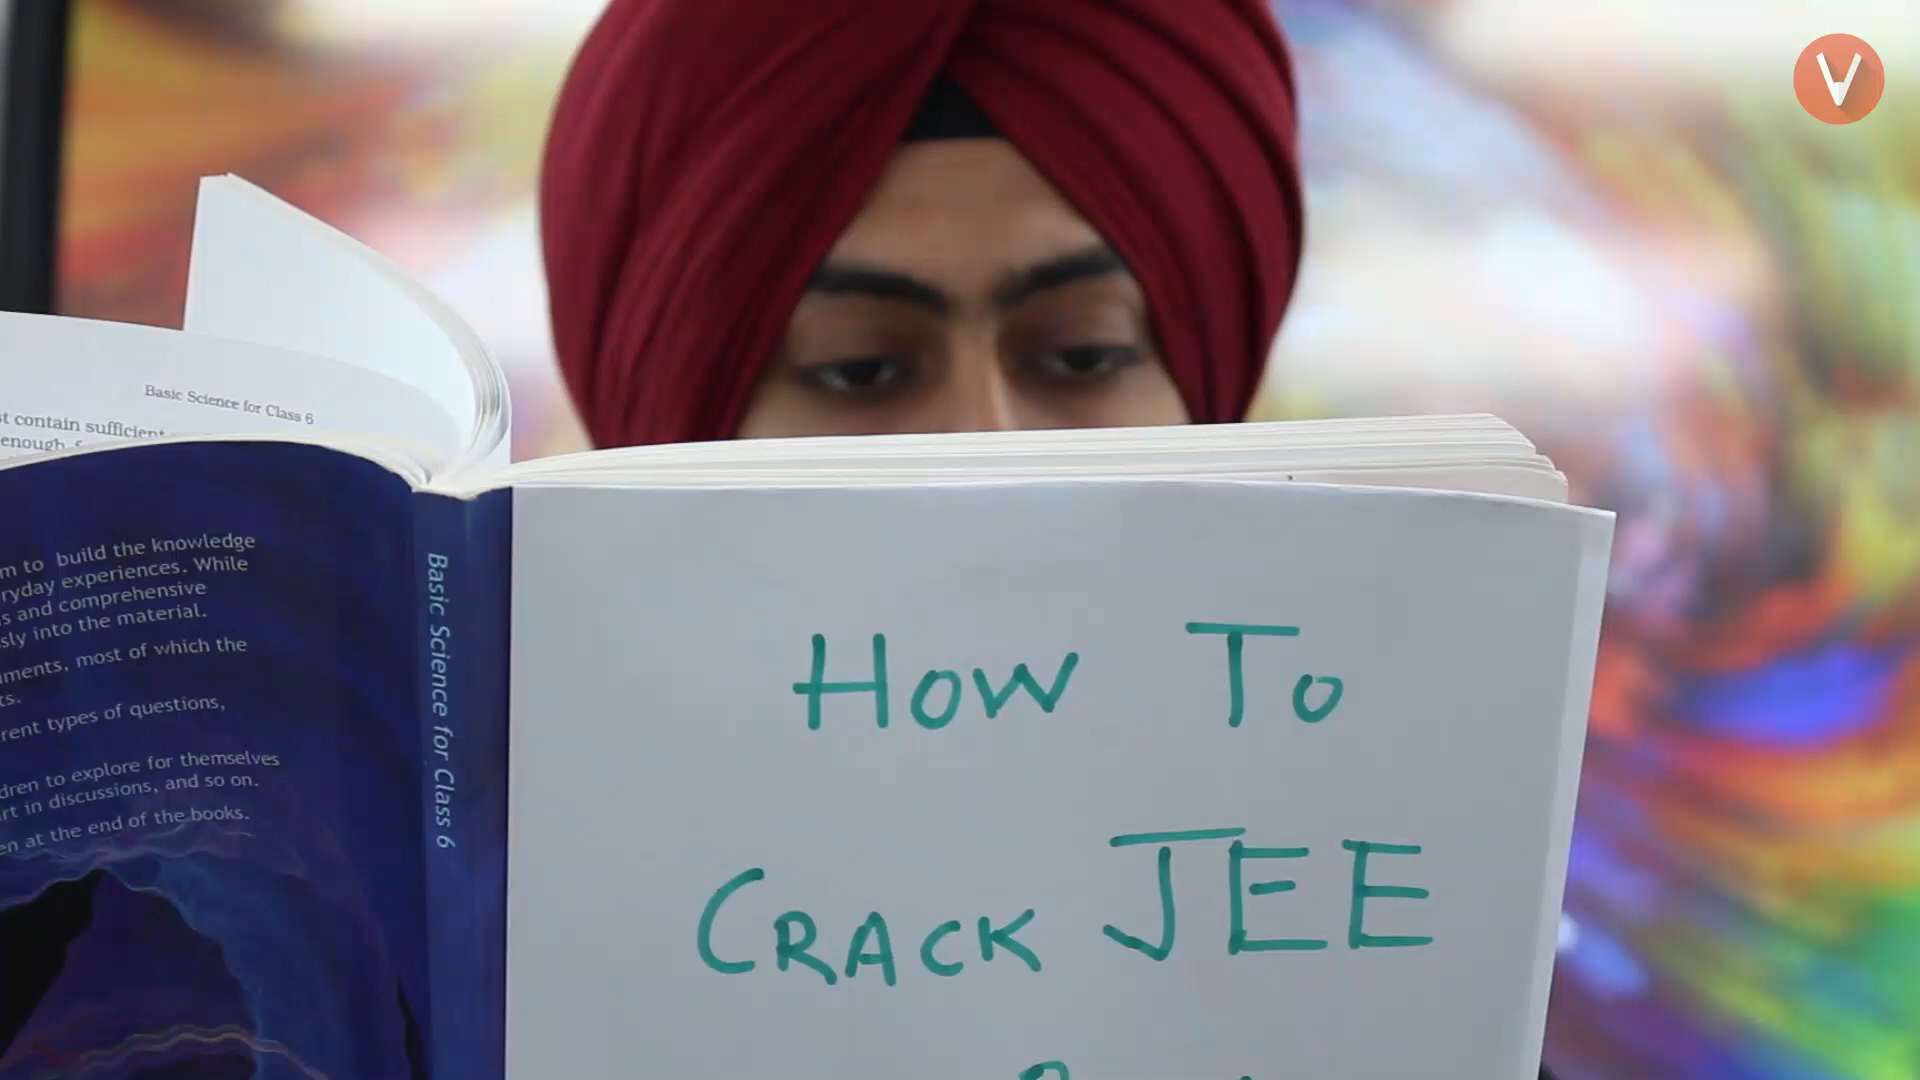 Basic Science for Class 6
st contain sufficient
enough
m to build the knowledge
ryday experiences. While
s and comprehensive
sly into the material.
ments, most of which the
ts.
rent types of questions,
dren to explore for themselves
rt in discussions, and so on.
en at the end of the books.
Basic Science for Class 6
HOW TO
CRACK JEE